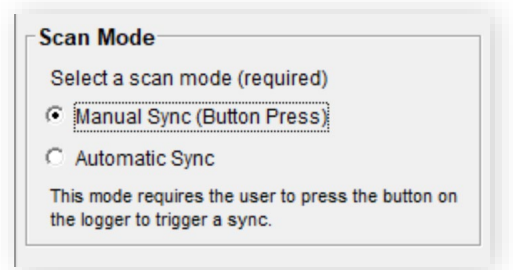 Scan Mode
Select a scan mode (required)
Manual Sync (Button Press)
Automatic Sync
This mode requires the user to press the button on
the logger to trigger a sync.